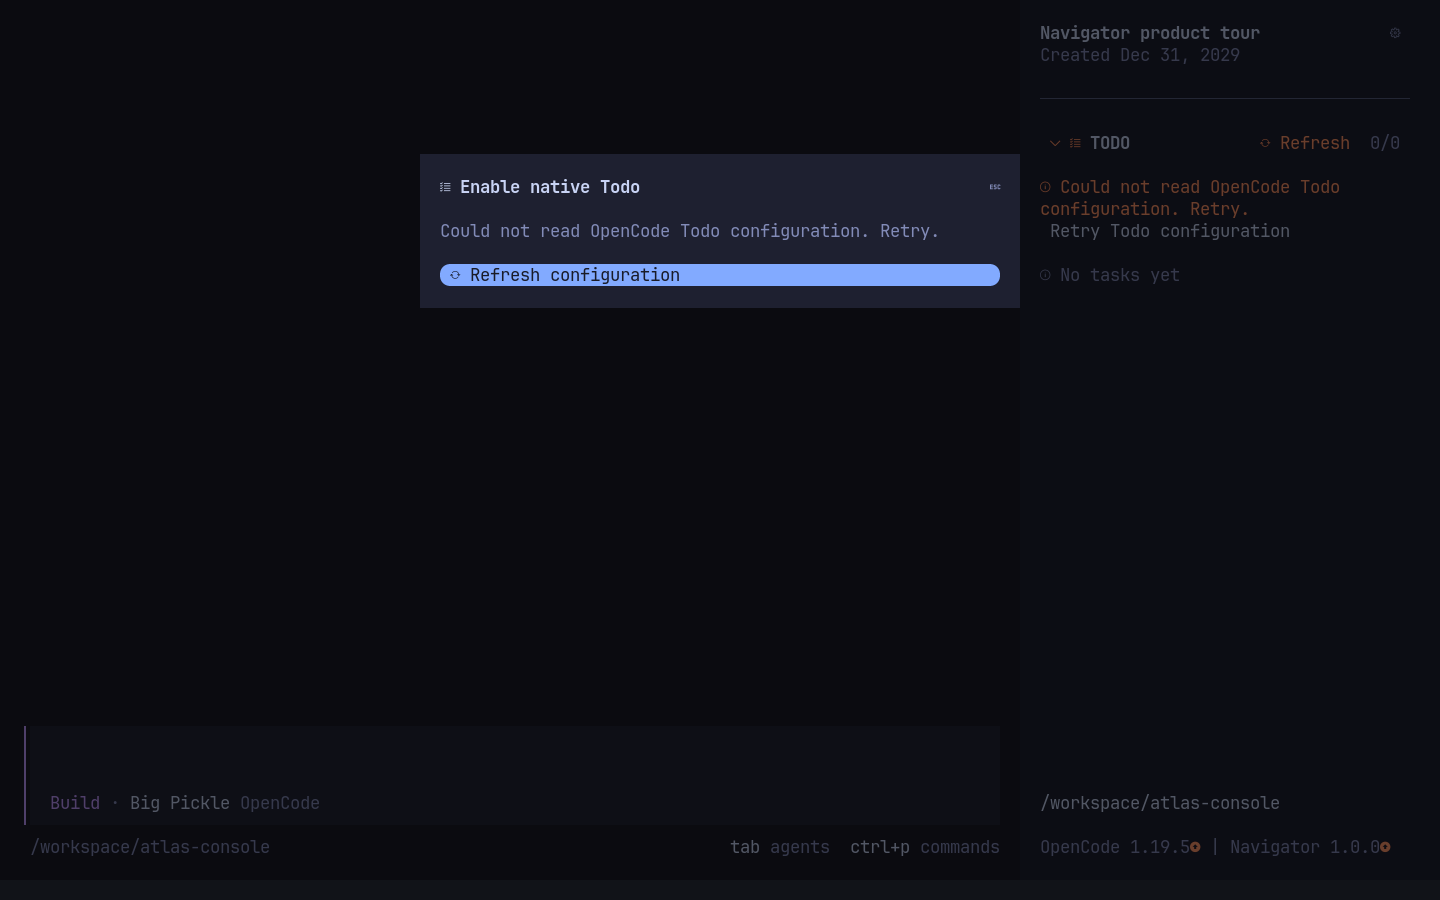 Navigator product tour
Created Dec 31, 2029
TODO Refresh 0/0
Could not read OpenCode Todo
configuration. Retry.
Retry Todo configuration
No tasks yet
Enable native Todo ESC
Could not read OpenCode Todo configuration. Retry.
Refresh configuration
Build · Big Pickle OpenCode
/workspace/atlas-console
tab agents ctrl+p commands
/workspace/atlas-console
OpenCode 1.19.5 | Navigator 1.0.0